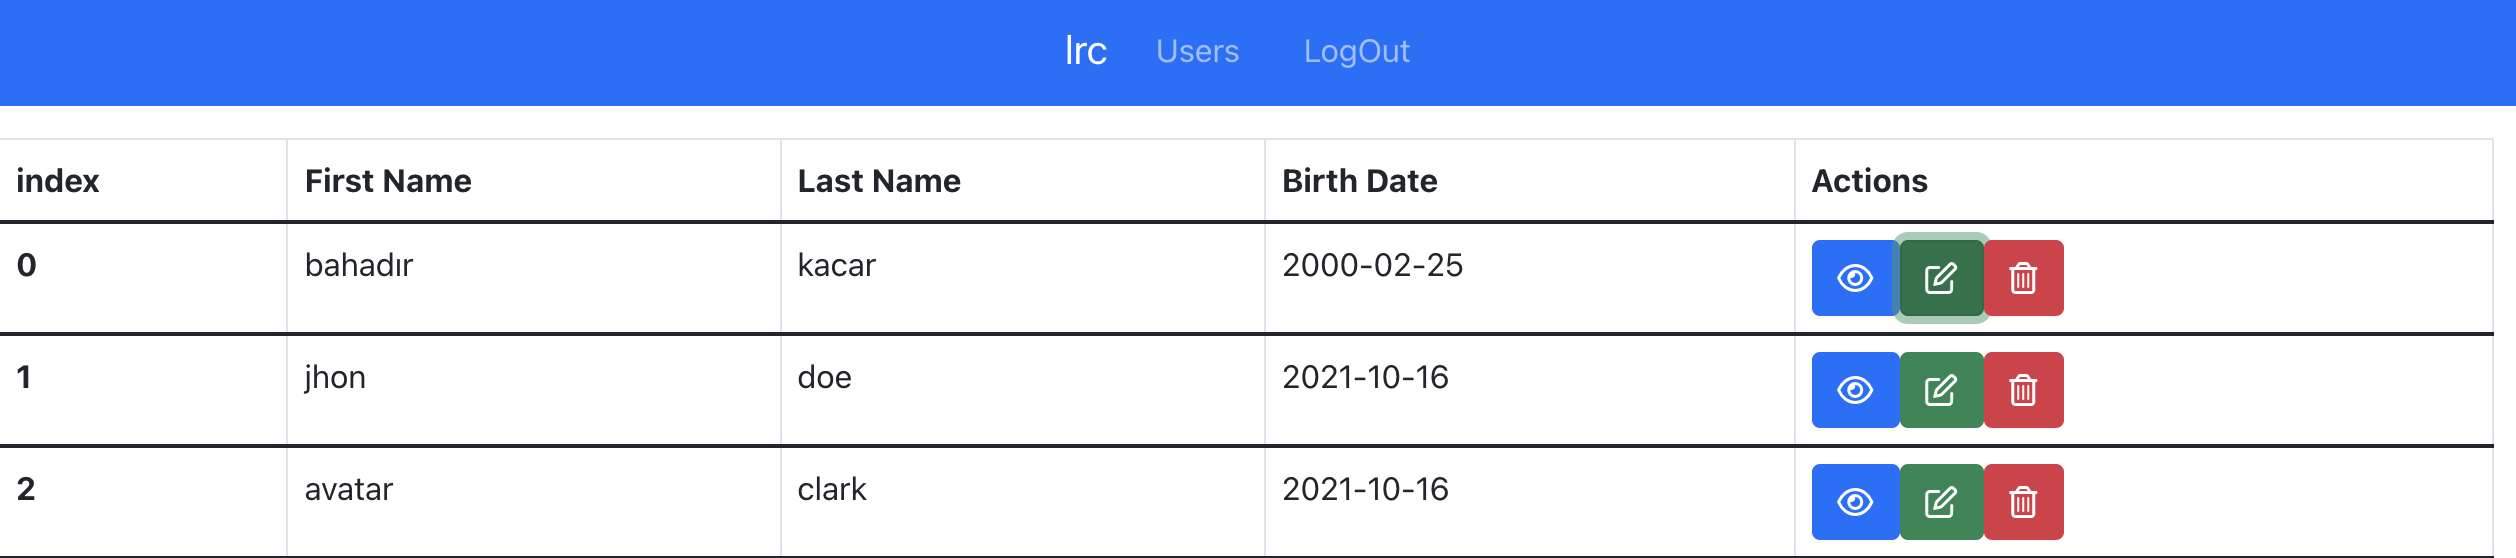 lrc Users LogOut
index First Name Last Name Birth Date Actions
0 bahadır kacar 2000-02-25
1 jhon doe 2021-10-16
2 avatar clark 2021-10-16